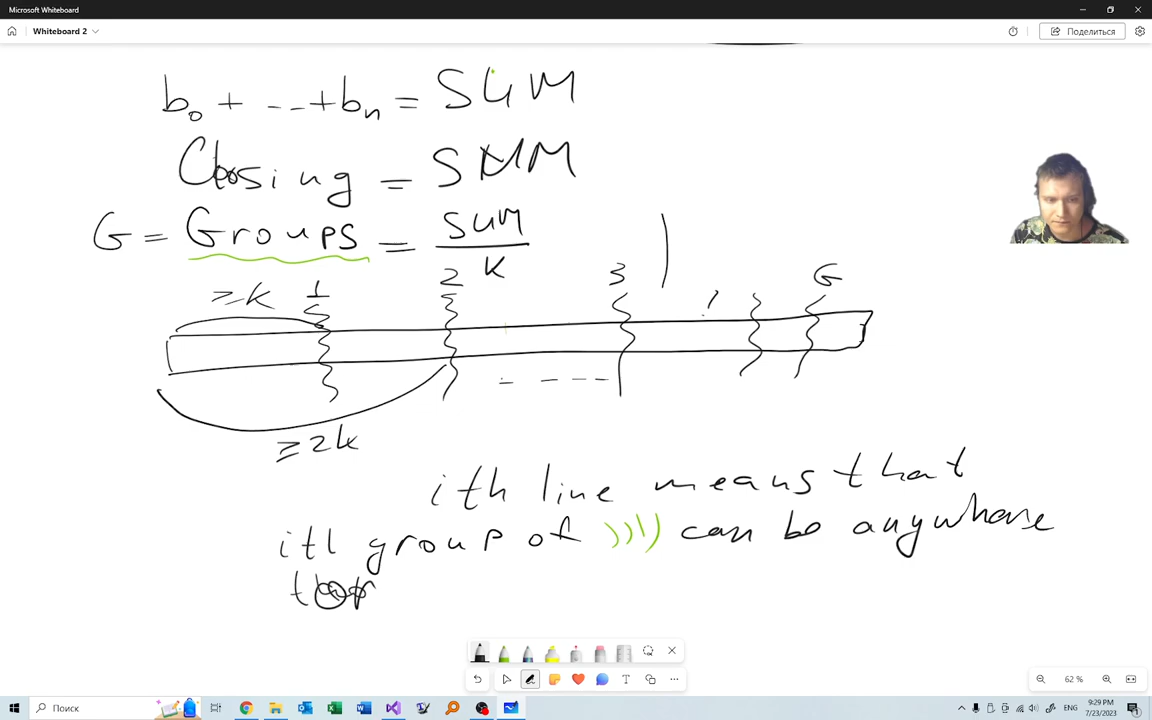 Microsoft Whiteboard
Whiteboard 2
Поделиться
b₀ + --- + bₙ = SUM
Closing = SUM
G = Groups = SUM / K
≥K 1 2 3 G
- - - - -
≥2K
ith line means that
ith group of )))) can be anywhere
62 %
Поиск
ENG
9:29 PM
7/23/2023